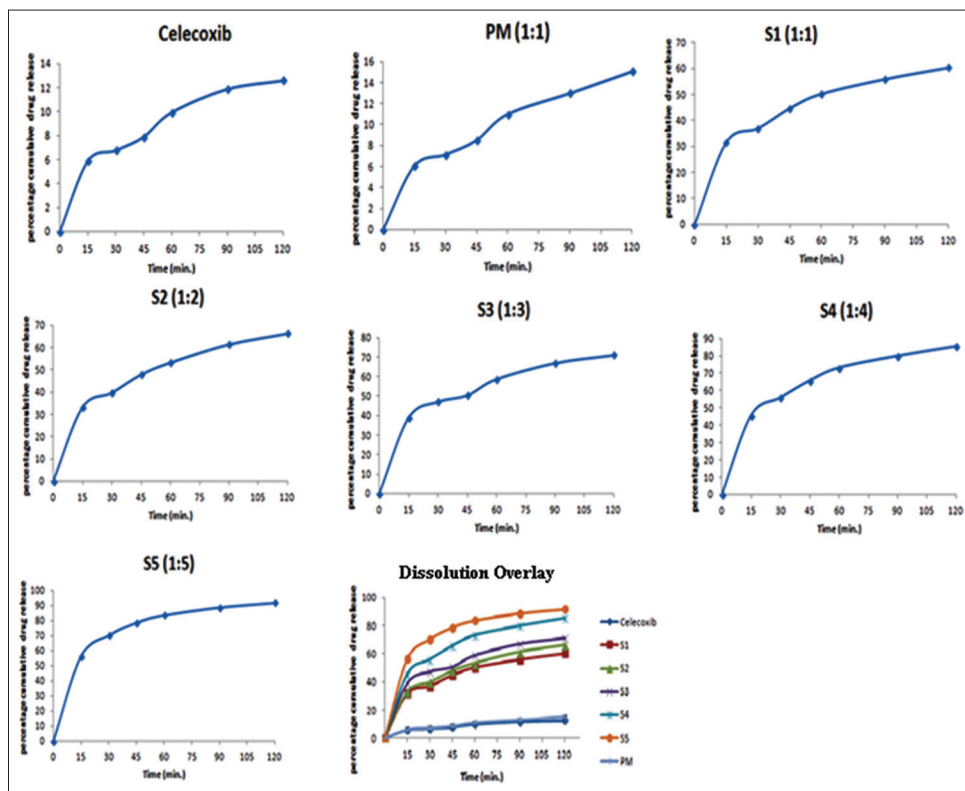 Celecoxib
percentage cumulative drug release
14
12
10
8
6
4
2
0
0 15 30 45 60 75 90 105 120
Time (min.)
PM (1:1)
percentage cumulative drug release
16
14
12
10
8
6
4
2
0
0 15 30 45 60 75 90 105 120
Time (min.)
S1 (1:1)
percentage cumulative drug release
70
60
50
40
30
20
10
0
0 15 30 45 60 75 90 105 120
Time (min.)
S2 (1:2)
percentage cumulative drug release
70
60
50
40
30
20
10
0
0 15 30 45 60 75 90 105 120
Time (min.)
S3 (1:3)
percentage cumulative drug release
80
70
60
50
40
30
20
10
0
0 15 30 45 60 75 90 105 120
Time (min.)
S4 (1:4)
percentage cumulative drug release
90
80
70
60
50
40
30
20
10
0
0 15 30 45 60 75 90 105 120
Time (min.)
S5 (1:5)
percentage cumulative drug release
100
90
80
70
60
50
40
30
20
10
0
0 15 30 45 60 75 90 105 120
Time (min.)
Dissolution Overlay
percentage cumulative drug release
100
80
60
40
20
0
15 30 45 60 75 90 105 120
Time (min.)
Celecoxib
S1
S2
S3
S4
S5
PM